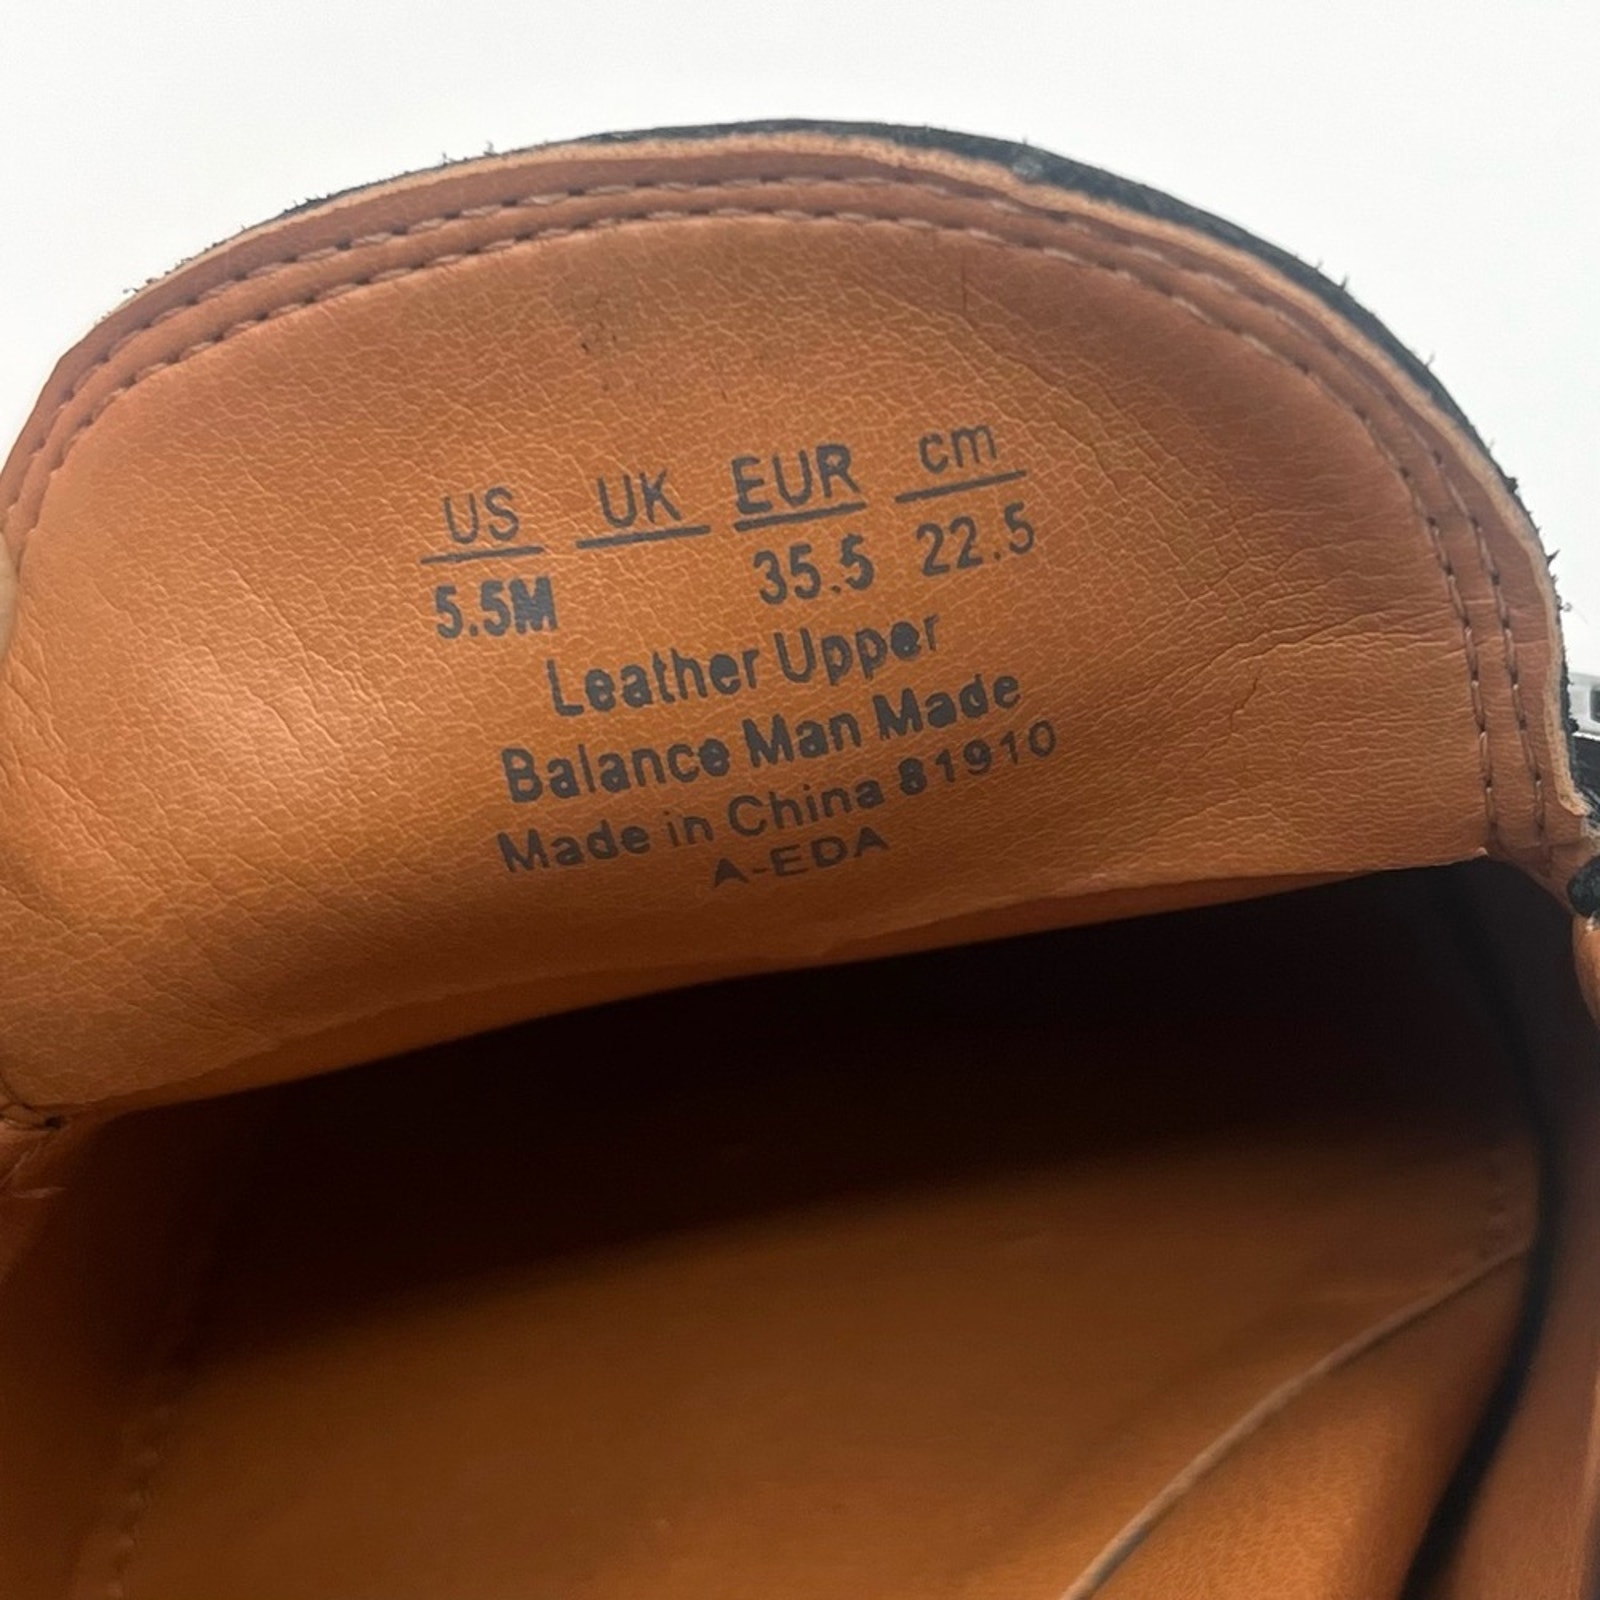 US UK EUR cm
5.5M 35.5 22.5
Leather Upper
Balance Man Made
Made in China 81910
A-EDA